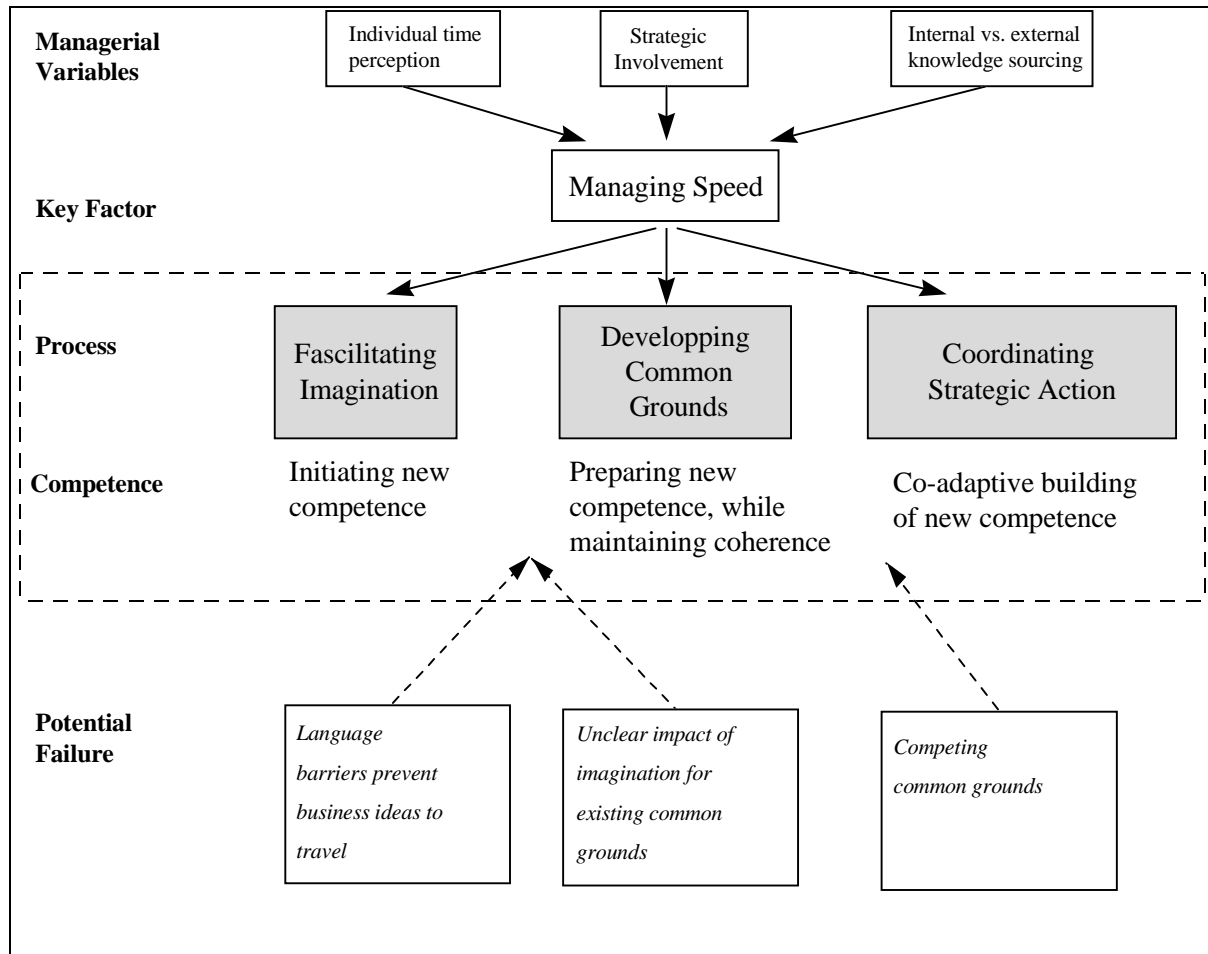 Managerial
Variables
Individual time
perception
Strategic
Involvement
Internal vs. external
knowledge sourcing
Managing Speed
Key Factor
Process
Fascilitating
Imagination
Developping
Common
Grounds
Coordinating
Strategic Action
Competence
Initiating new
competence
Preparing new
competence, while
maintaining coherence
Co-adaptive building
of new competence
Potential
Failure
Language
barriers prevent
business ideas to
travel
Unclear impact of
imagination for
existing common
grounds
Competing
common grounds